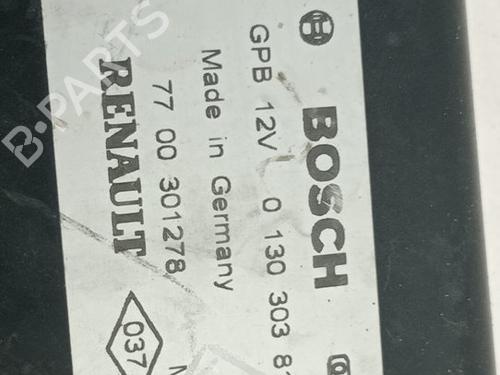 BOSCH
GPB 12V 0 130 303 8
Made in Germany
77 00 301278
RENAULT
037
B-PARTS